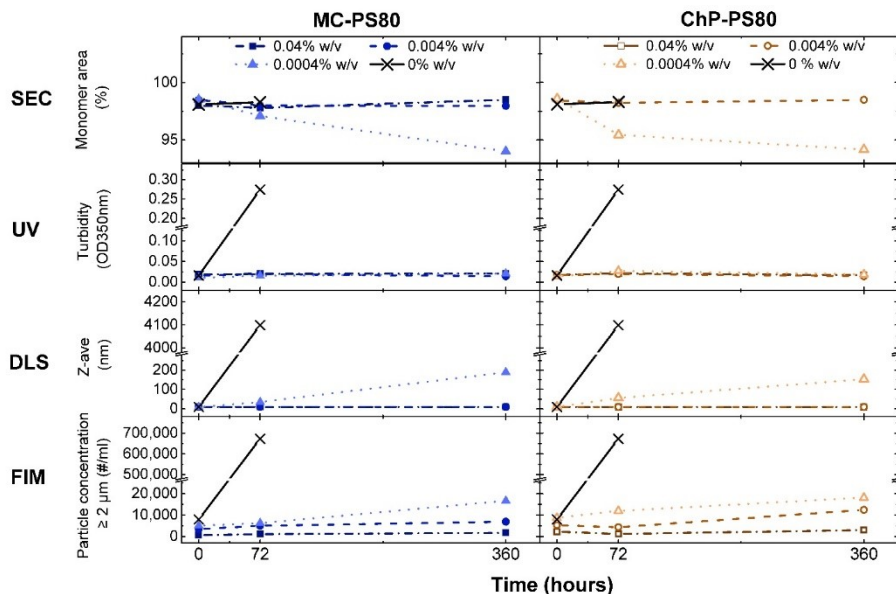 MC-PS80 ChP-PS80
0.04% w/v 0.004% w/v 0.04% w/v 0.004% w/v
0.0004% w/v 0% w/v 0.0004% w/v 0 % w/v
SEC
Monomer area
(%)
100
95
UV
Turbidity
(OD350nm)
0.30
0.25
0.20
0.15
0.10
0.05
0.00
DLS
Z-ave
(nm)
4200
4100
4000
200
100
0
FIM
Particle concentration
≥ 2 µm (#/ml)
700,000
600,000
500,000
20,000
10,000
0
0 72 360 0 72 360
Time (hours)